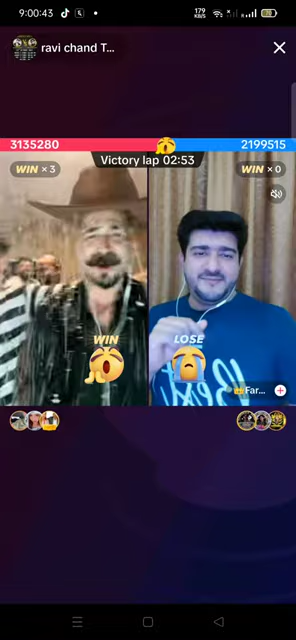 9:00:43
179
KB/S
ravi chand T...
3135280
2199515
Victory lap 02:53
WIN × 3
WIN × 0
WIN
LOSE
Far...